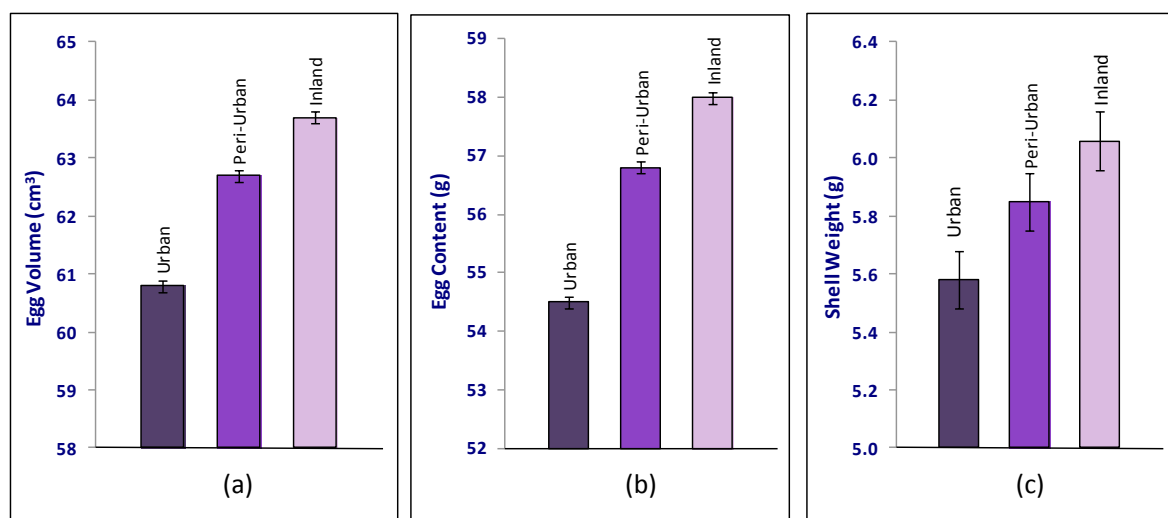 Egg Volume (cm³)
65
64
63
62
61
60
59
58
Urban
Peri-Urban
Inland
(a)
Egg Content (g)
59
58
57
56
55
54
53
52
Urban
Peri-Urban
Inland
(b)
Shell Weight (g)
6.4
6.2
6.0
5.8
5.6
5.4
5.2
5.0
Urban
Peri-Urban
Inland
(c)